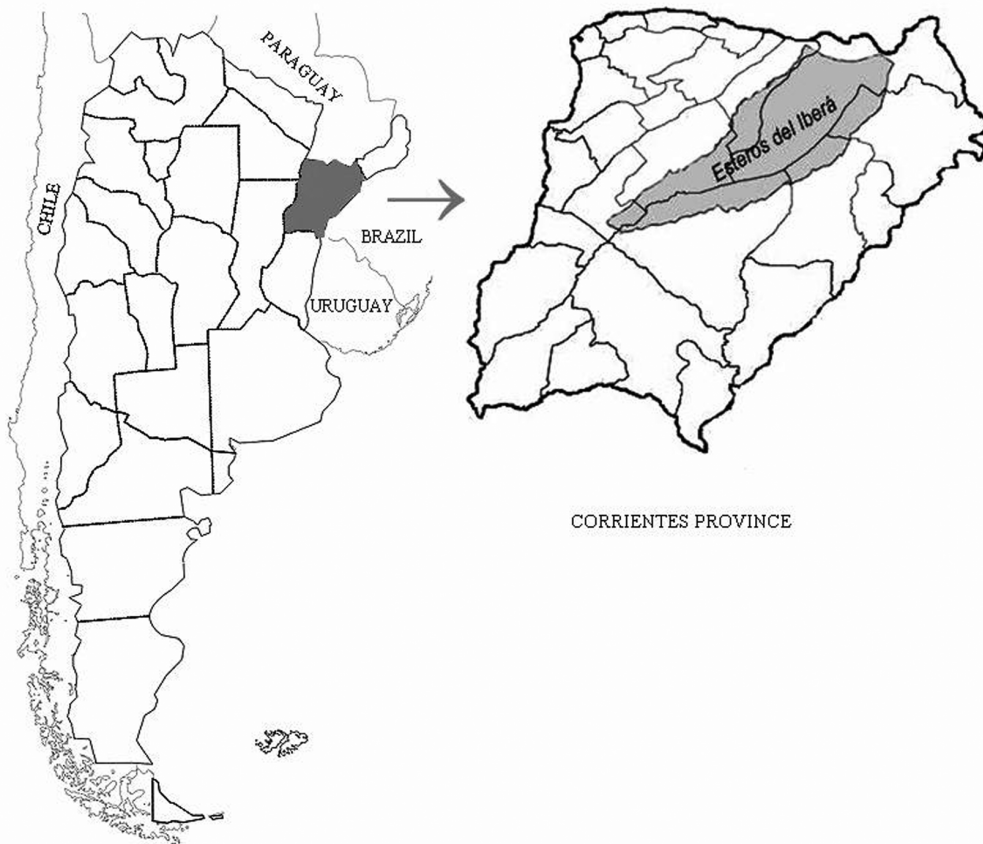 PARAGUAY
CHILE
BRAZIL
URUGUAY
Esteros del Iberá
CORRIENTES PROVINCE